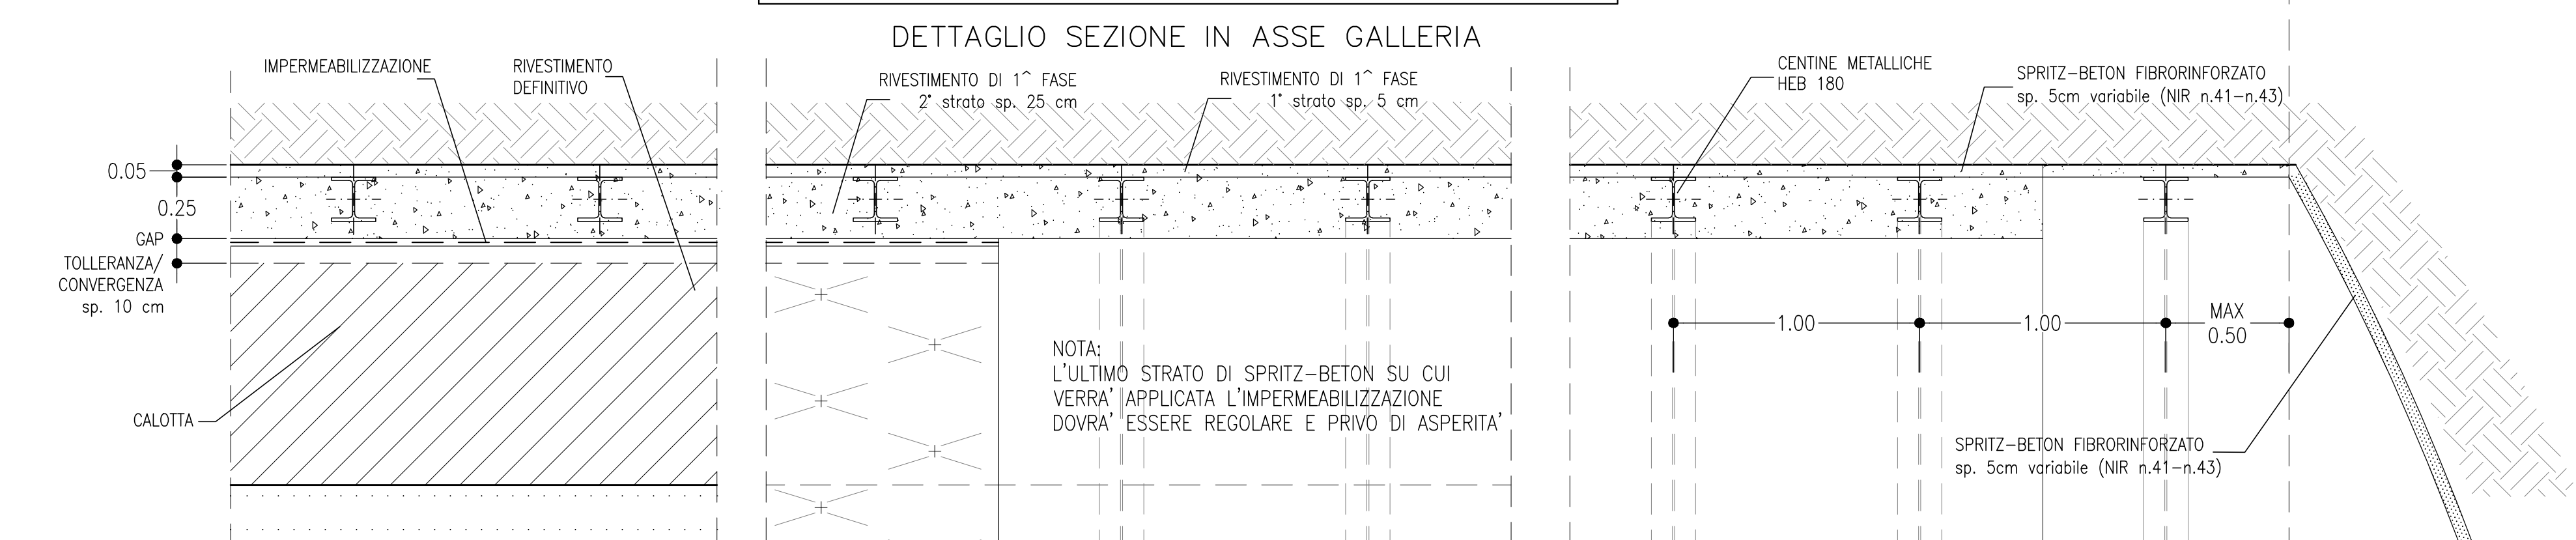 DETTAGLIO SEZIONE IN ASSE GALLERIA
IMPERMEABILIZZAZIONE
RIVESTIMENTO
DEFINITIVO
RIVESTIMENTO DI 1^ FASE
2° strato sp. 25 cm
RIVESTIMENTO DI 1^ FASE
1° strato sp. 5 cm
CENTINE METALLICHE
HEB 180
SPRITZ-BETON FIBRORINFORZATO
sp. 5cm variabile (NIR n.41-n.43)
0.05
0.25
GAP
TOLLERANZA/
CONVERGENZA
sp. 10 cm
CALOTTA
NOTA:
L'ULTIMO STRATO DI SPRITZ-BETON SU CUI
VERRA' APPLICATA L'IMPERMEABILIZZAZIONE
DOVRA' ESSERE REGOLARE E PRIVO DI ASPERITA'
1.00
1.00
MAX
0.50
SPRITZ-BETON FIBRORINFORZATO
sp. 5cm variabile (NIR n.41-n.43)